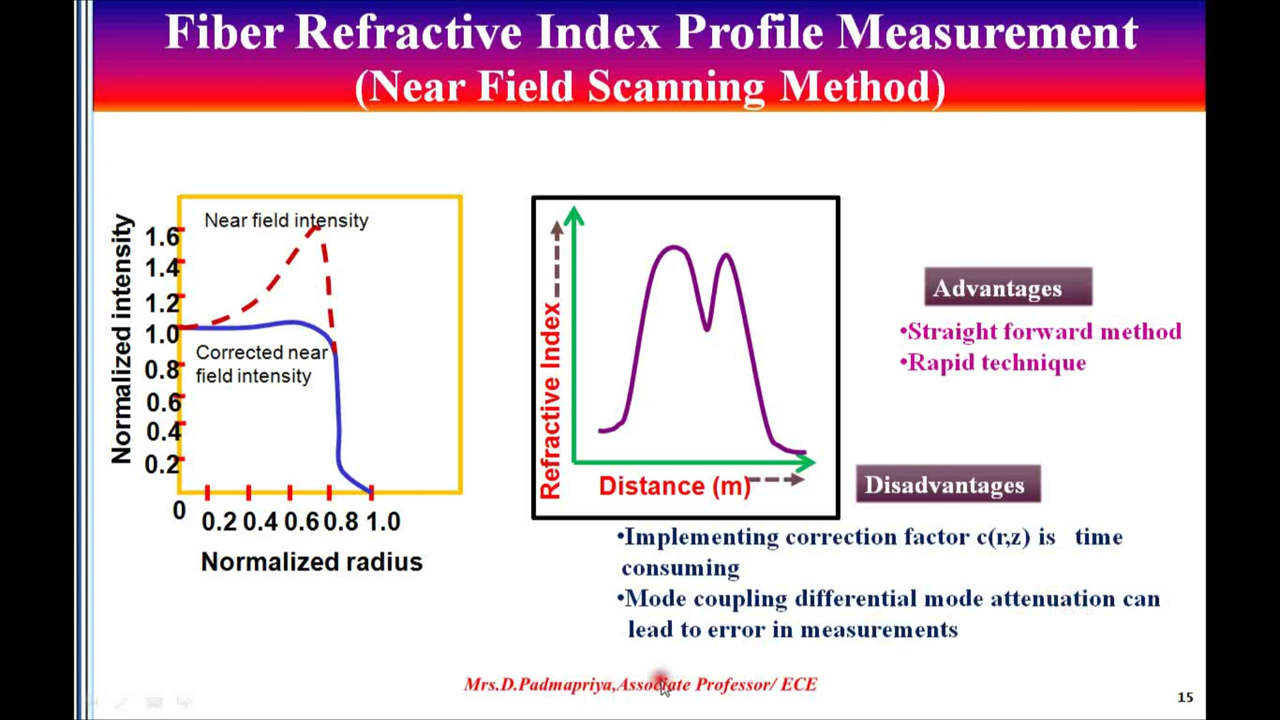 Fiber Refractive Index Profile Measurement
(Near Field Scanning Method)
Normalized intensity
1.6
1.4
1.2
1.0
0.8
0.6
0.4
0.2
Near field intensity
Corrected near
field intensity
0
0.2 0.4 0.6 0.8 1.0
Normalized radius
Refractive Index
Distance (m)
Advantages
•Straight forward method
•Rapid technique
Disadvantages
•Implementing correction factor c(r,z) is time
consuming
•Mode coupling differential mode attenuation can
lead to error in measurements
Mrs.D.Padmapriya,Associate Professor/ ECE
15